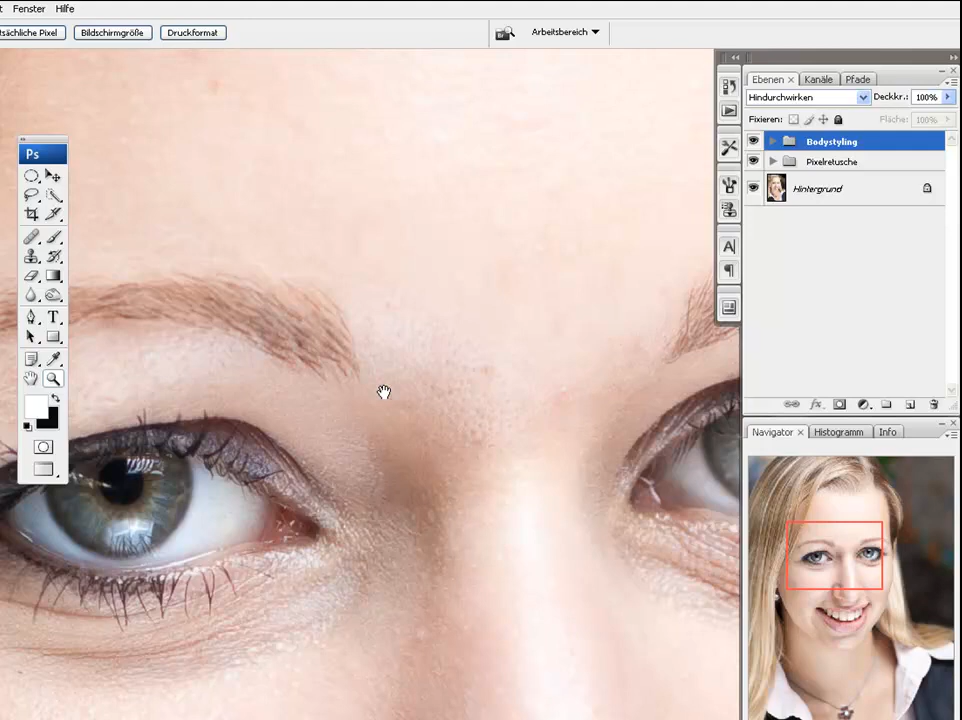 t Fenster Hilfe
tsächliche Pixel Bildschirmgröße Druckformat Arbeitsbereich
Ebenen × Kanäle Pfade
Hindurchwirken Deckkr.: 100%
Fixieren: Fläche: 100%
Ps
Bodystyling
Pixelretusche
Hintergrund
A
T
Navigator × Histogramm Info